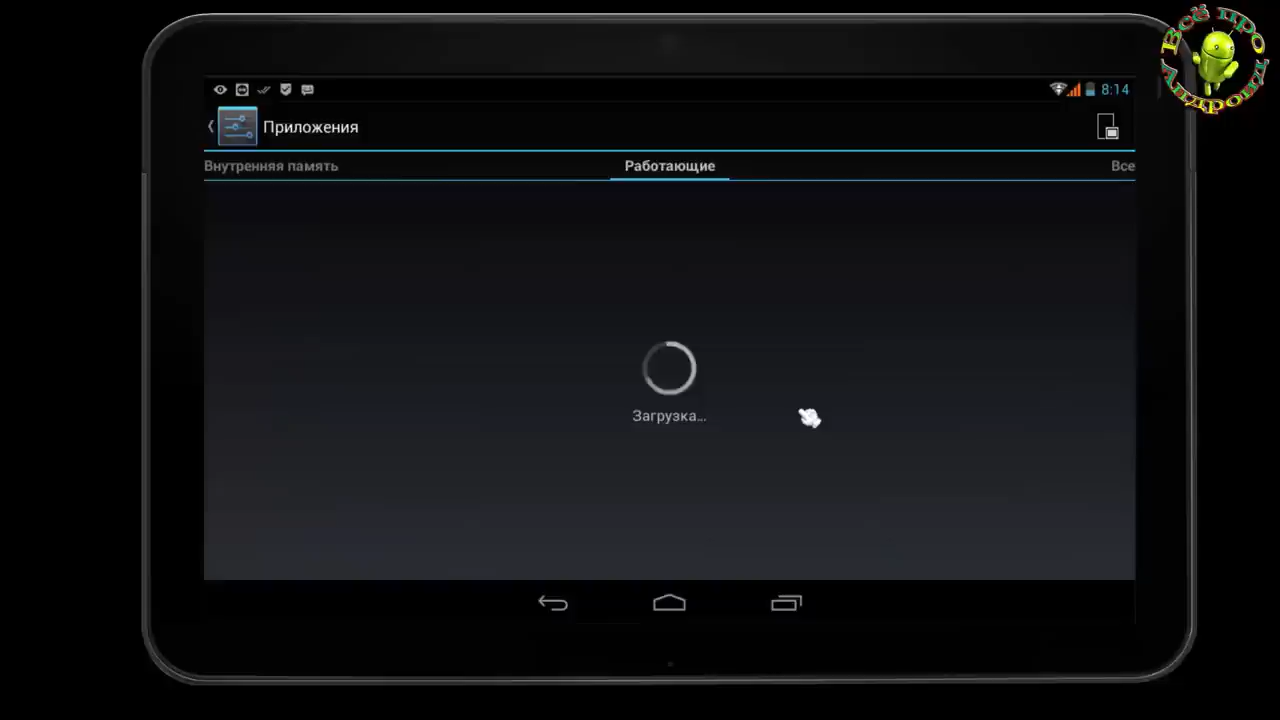 Всё про Андроид
8:14
Приложения
Внутренняя память Работающие Все
Загрузка...